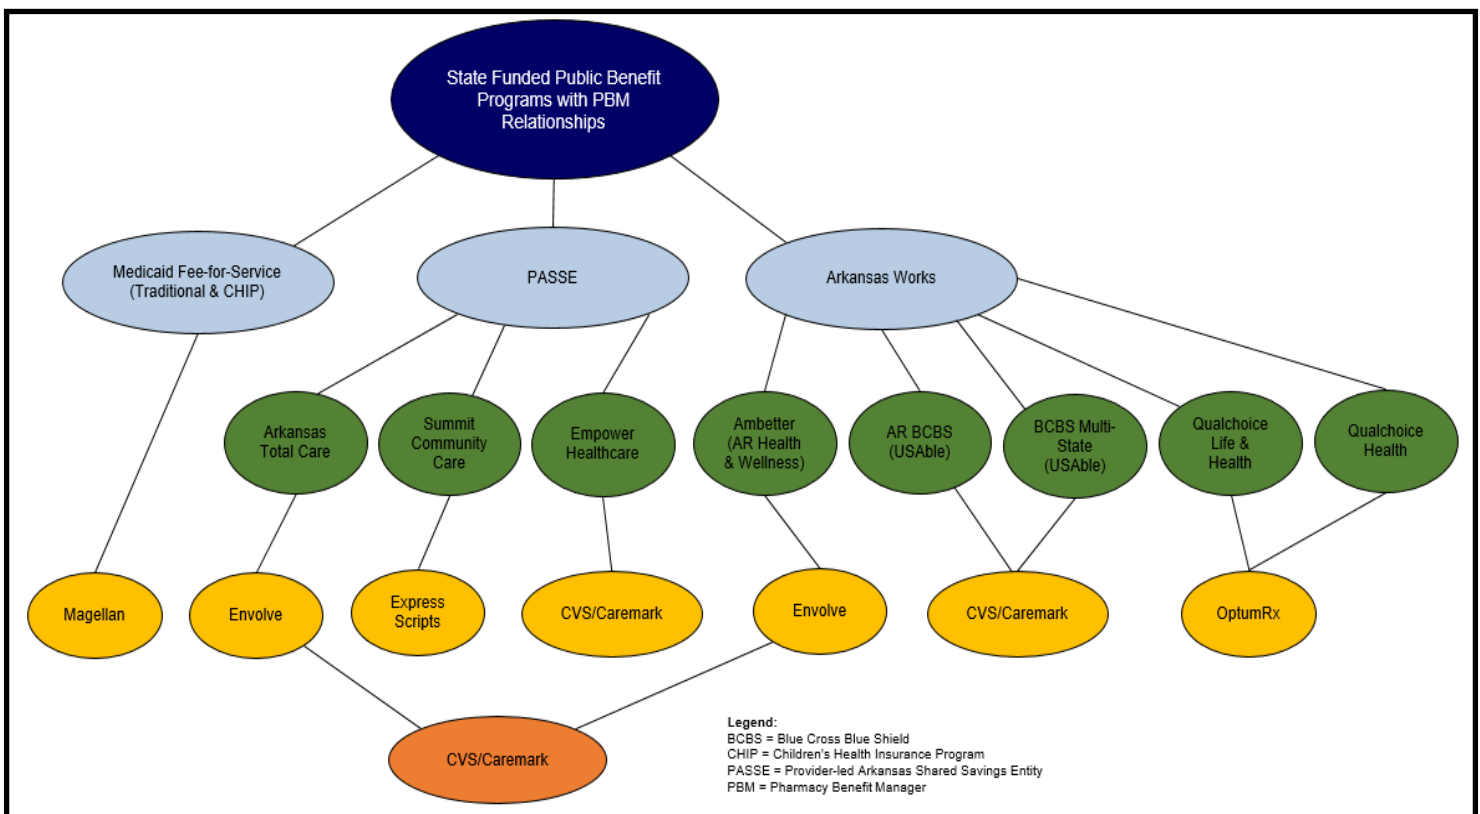 State Funded Public Benefit
Programs with PBM
Relationships
Medicaid Fee-for-Service
(Traditional & CHIP)
PASSE
Arkansas Works
Arkansas
Total Care
Summit
Community
Care
Empower
Healthcare
Ambetter
(AR Health
& Wellness)
AR BCBS
(USAble)
BCBS Multi-
State
(USAble)
Qualchoice
Life &
Health
Qualchoice
Health
Magellan
Envolve
Express
Scripts
CVS/Caremark
Envolve
CVS/Caremark
OptumRx
CVS/Caremark
Legend:
BCBS = Blue Cross Blue Shield
CHIP = Children's Health Insurance Program
PASSE = Provider-led Arkansas Shared Savings Entity
PBM = Pharmacy Benefit Manager